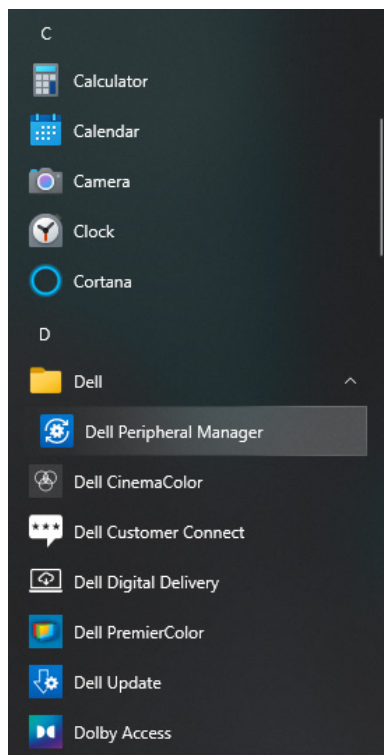 C
Calculator
Calendar
Camera
Clock
Cortana
D
Dell
Dell Peripheral Manager
Dell CinemaColor
Dell Customer Connect
Dell Digital Delivery
Dell PremierColor
Dell Update
Dolby Access